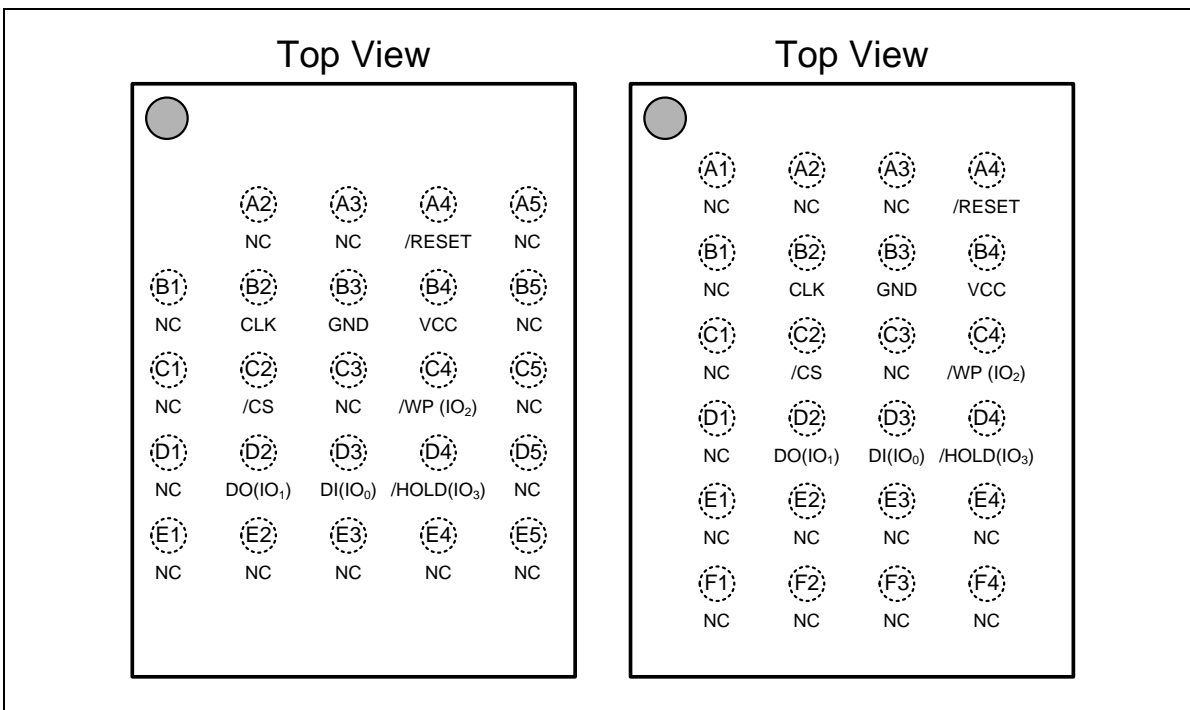 Top View
A2 A3 A4 A5
NC NC /RESET NC
B1 B2 B3 B4 B5
NC CLK GND VCC NC
C1 C2 C3 C4 C5
NC /CS NC /WP (IO₂) NC
D1 D2 D3 D4 D5
NC DO(IO₁) DI(IO₀) /HOLD(IO₃) NC
E1 E2 E3 E4 E5
NC NC NC NC NC
Top View
A1 A2 A3 A4
NC NC NC /RESET
B1 B2 B3 B4
NC CLK GND VCC
C1 C2 C3 C4
NC /CS NC /WP (IO₂)
D1 D2 D3 D4
NC DO(IO₁) DI(IO₀) /HOLD(IO₃)
E1 E2 E3 E4
NC NC NC NC
F1 F2 F3 F4
NC NC NC NC